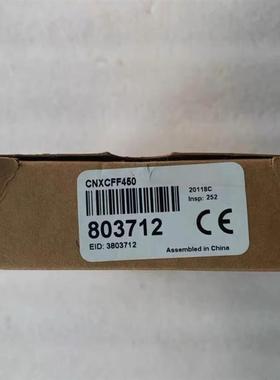 CNXCFF450
20118C
Insp: 252
803712
EID: 3803712
CE
Assembled in China